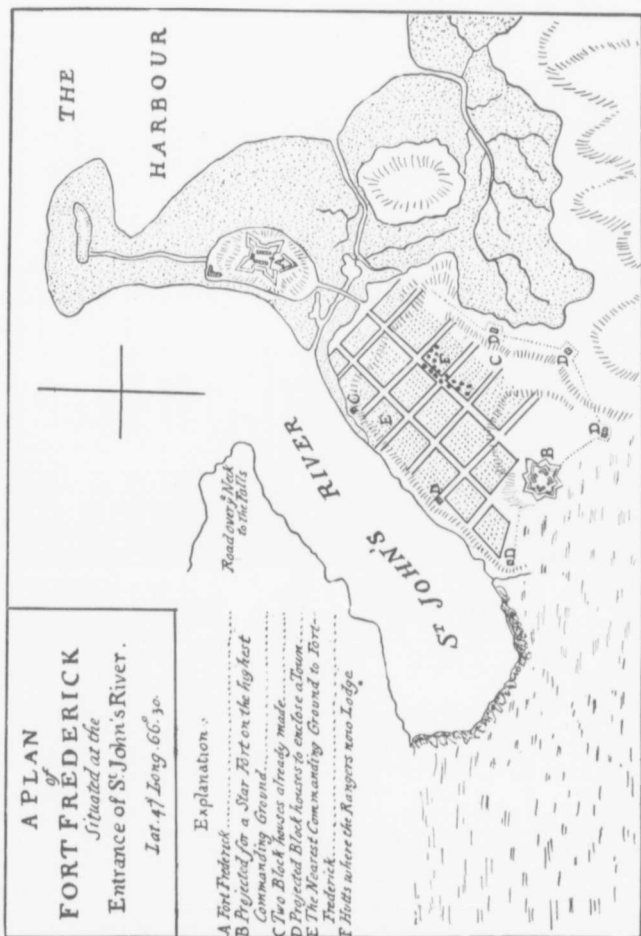 A PLAN
of
FORT FREDERICK
Situated at the
Entrance of St. John's River.
Lat. 47 Long. 66°. 30.
Explanation:
A Fort Frederick
B Projected for a Star Fort on the highest
Commanding Ground
C Two Block houses already made
D Projected Block houses to enclose a Town
E The Nearest Commanding Ground to Fort-
Frederick
F Hutts where the Rangers now Lodge.
Road over ye Neck
to the Falls
THE
HARBOUR
ST JOHN'S RIVER
C
E
F
D
D
C
D
D
D
B